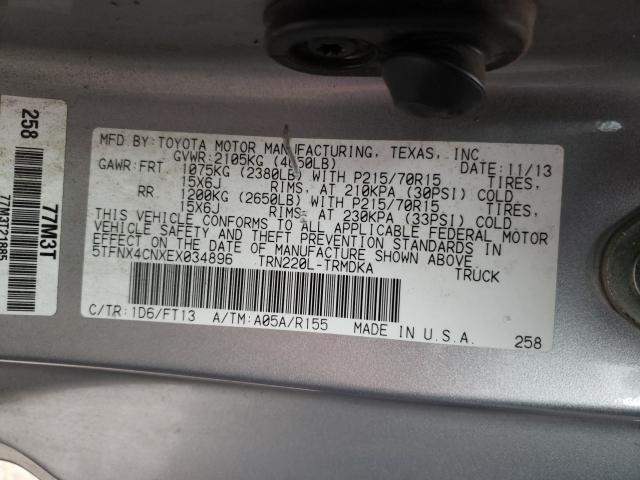 MFD.BY:TOYOTA MOTOR MANUFACTURING, TEXAS, INC
GVWR:2105KG (4650LB) DATE:11/13
GAWR:FRT 1075KG (2380LB) WITH P215/70R15 TIRES,
15X6J RIMS, AT 210KPA (30PSI) COLD
RR 1200KG (2650LB) WITH P215/70R15 TIRES,
15X6J RIMS, AT 230KPA (33PSI) COLD
THIS VEHICLE CONFORMS TO ALL APPLICABLE FEDERAL MOTOR
VEHICLE SAFETY AND THEFT PREVENTION STANDARDS IN
EFFECT ON THE DATE OF MANUFACTURE SHOWN ABOVE
5TFNX4CNXEX034896 TRN220L-TRMDKA TRUCK
C/TR:1D6/FT13 A/TM:A05A/R155 MADE IN U.S.A. 258
258
77M3T